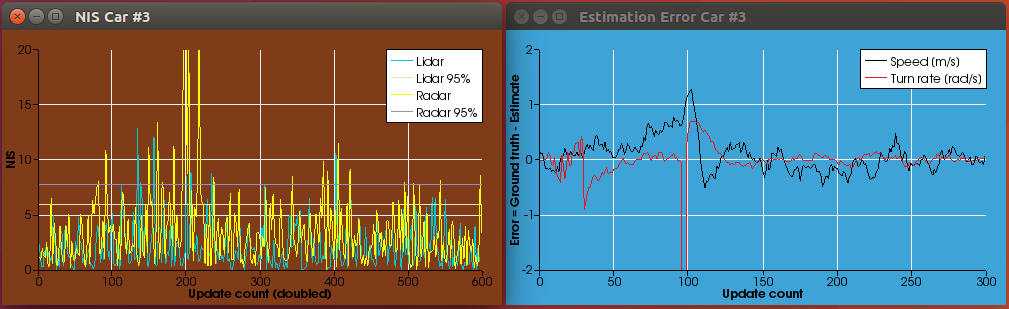 NIS Car #3
20
15
10
5
0
NIS
Lidar
Lidar 95%
Radar
Radar 95%
0 100 200 300 400 500 600
Update count (doubled)
Estimation Error Car #3
2
1
0
-1
-2
Error = Ground truth - Estimate
Speed (m/s)
Turn rate (rad/s)
0 50 100 150 200 250 300
Update count